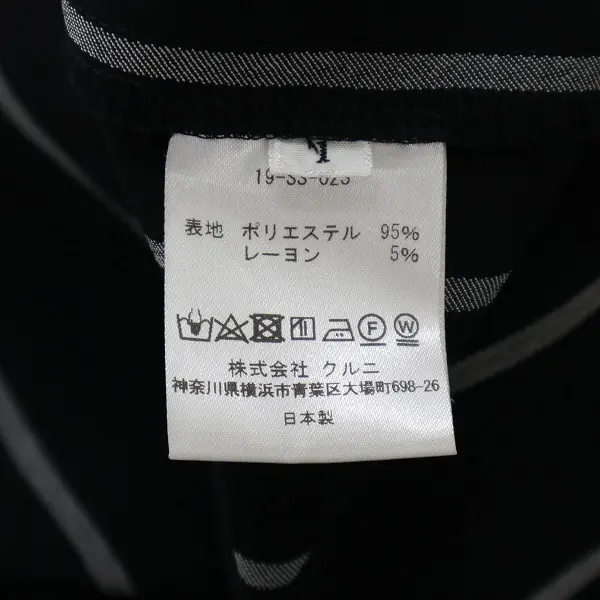 19-SS-023
表地 ポリエステル 95%
レーヨン 5%
F W
株式会社 クルニ
神奈川県横浜市青葉区大場町698-26
日本製